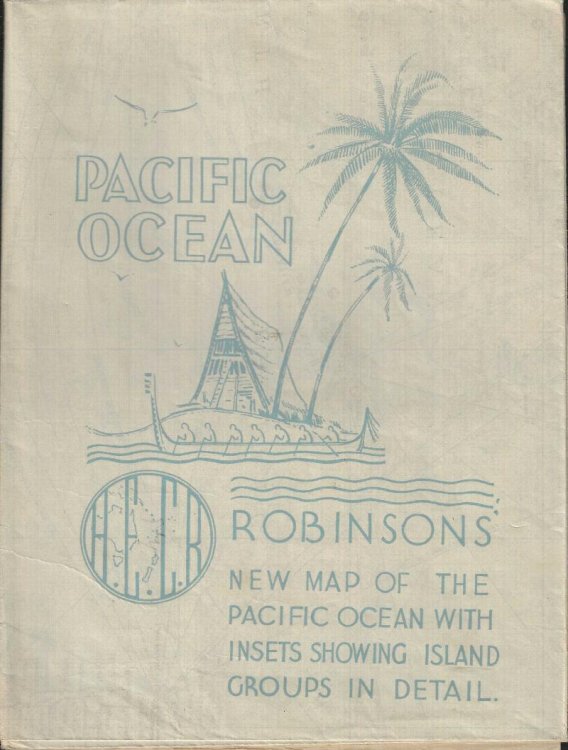 PACIFIC
OCEAN
H.E.C.R
ROBINSONS'
NEW MAP OF THE
PACIFIC OCEAN WITH
INSETS SHOWING ISLAND
GROUPS IN DETAIL.